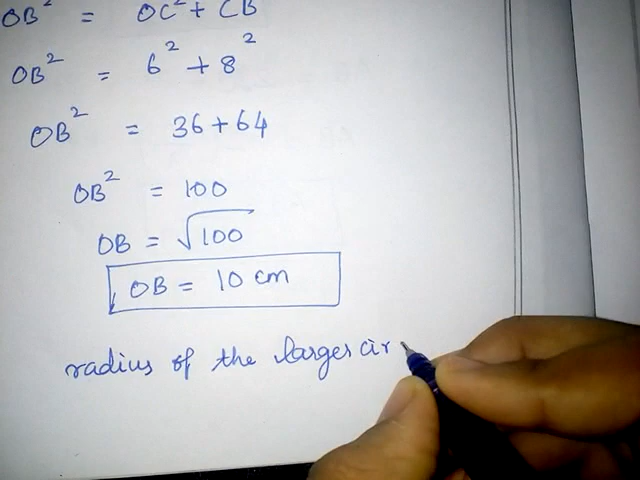 OB² = OC² + CB
OB² = 6² + 8²
OB² = 36 + 64
OB² = 100
OB = √100
OB = 10 cm
radius of the larger cir